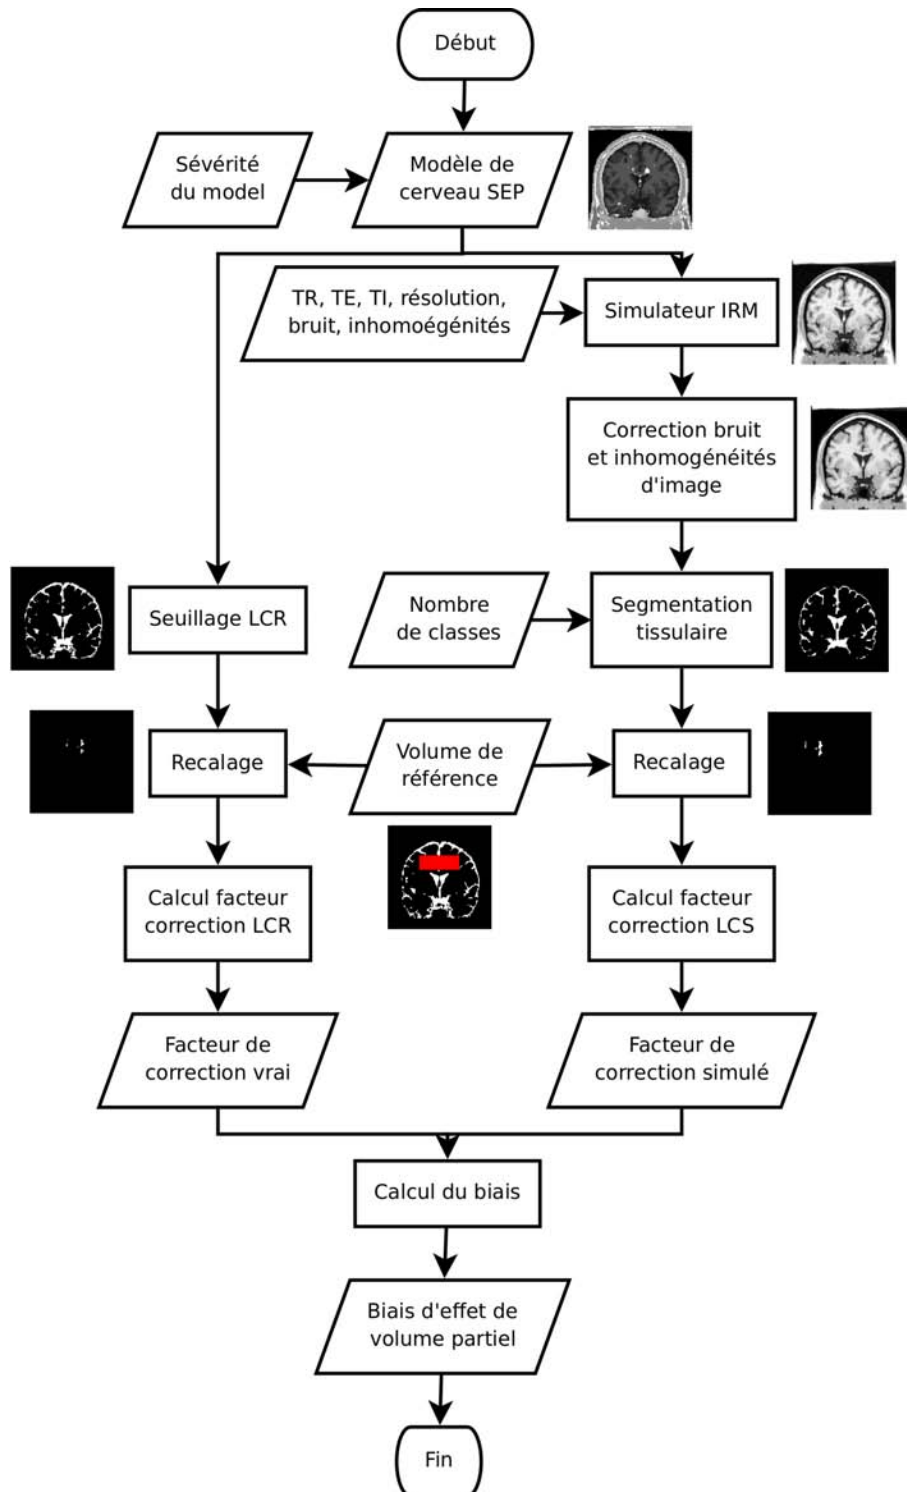 Début
Sévérité
du model
Modèle de
cerveau SEP
TR, TE, TI, résolution,
bruit, inhomoégénités
Simulateur IRM
Correction bruit
et inhomogénéités
d'image
Seuillage LCR
Nombre
de classes
Segmentation
tissulaire
Recalage
Volume de
référence
Recalage
Calcul facteur
correction LCR
Calcul facteur
correction LCS
Facteur de
correction vrai
Facteur de
correction simulé
Calcul du biais
Biais d'effet de
volume partiel
Fin